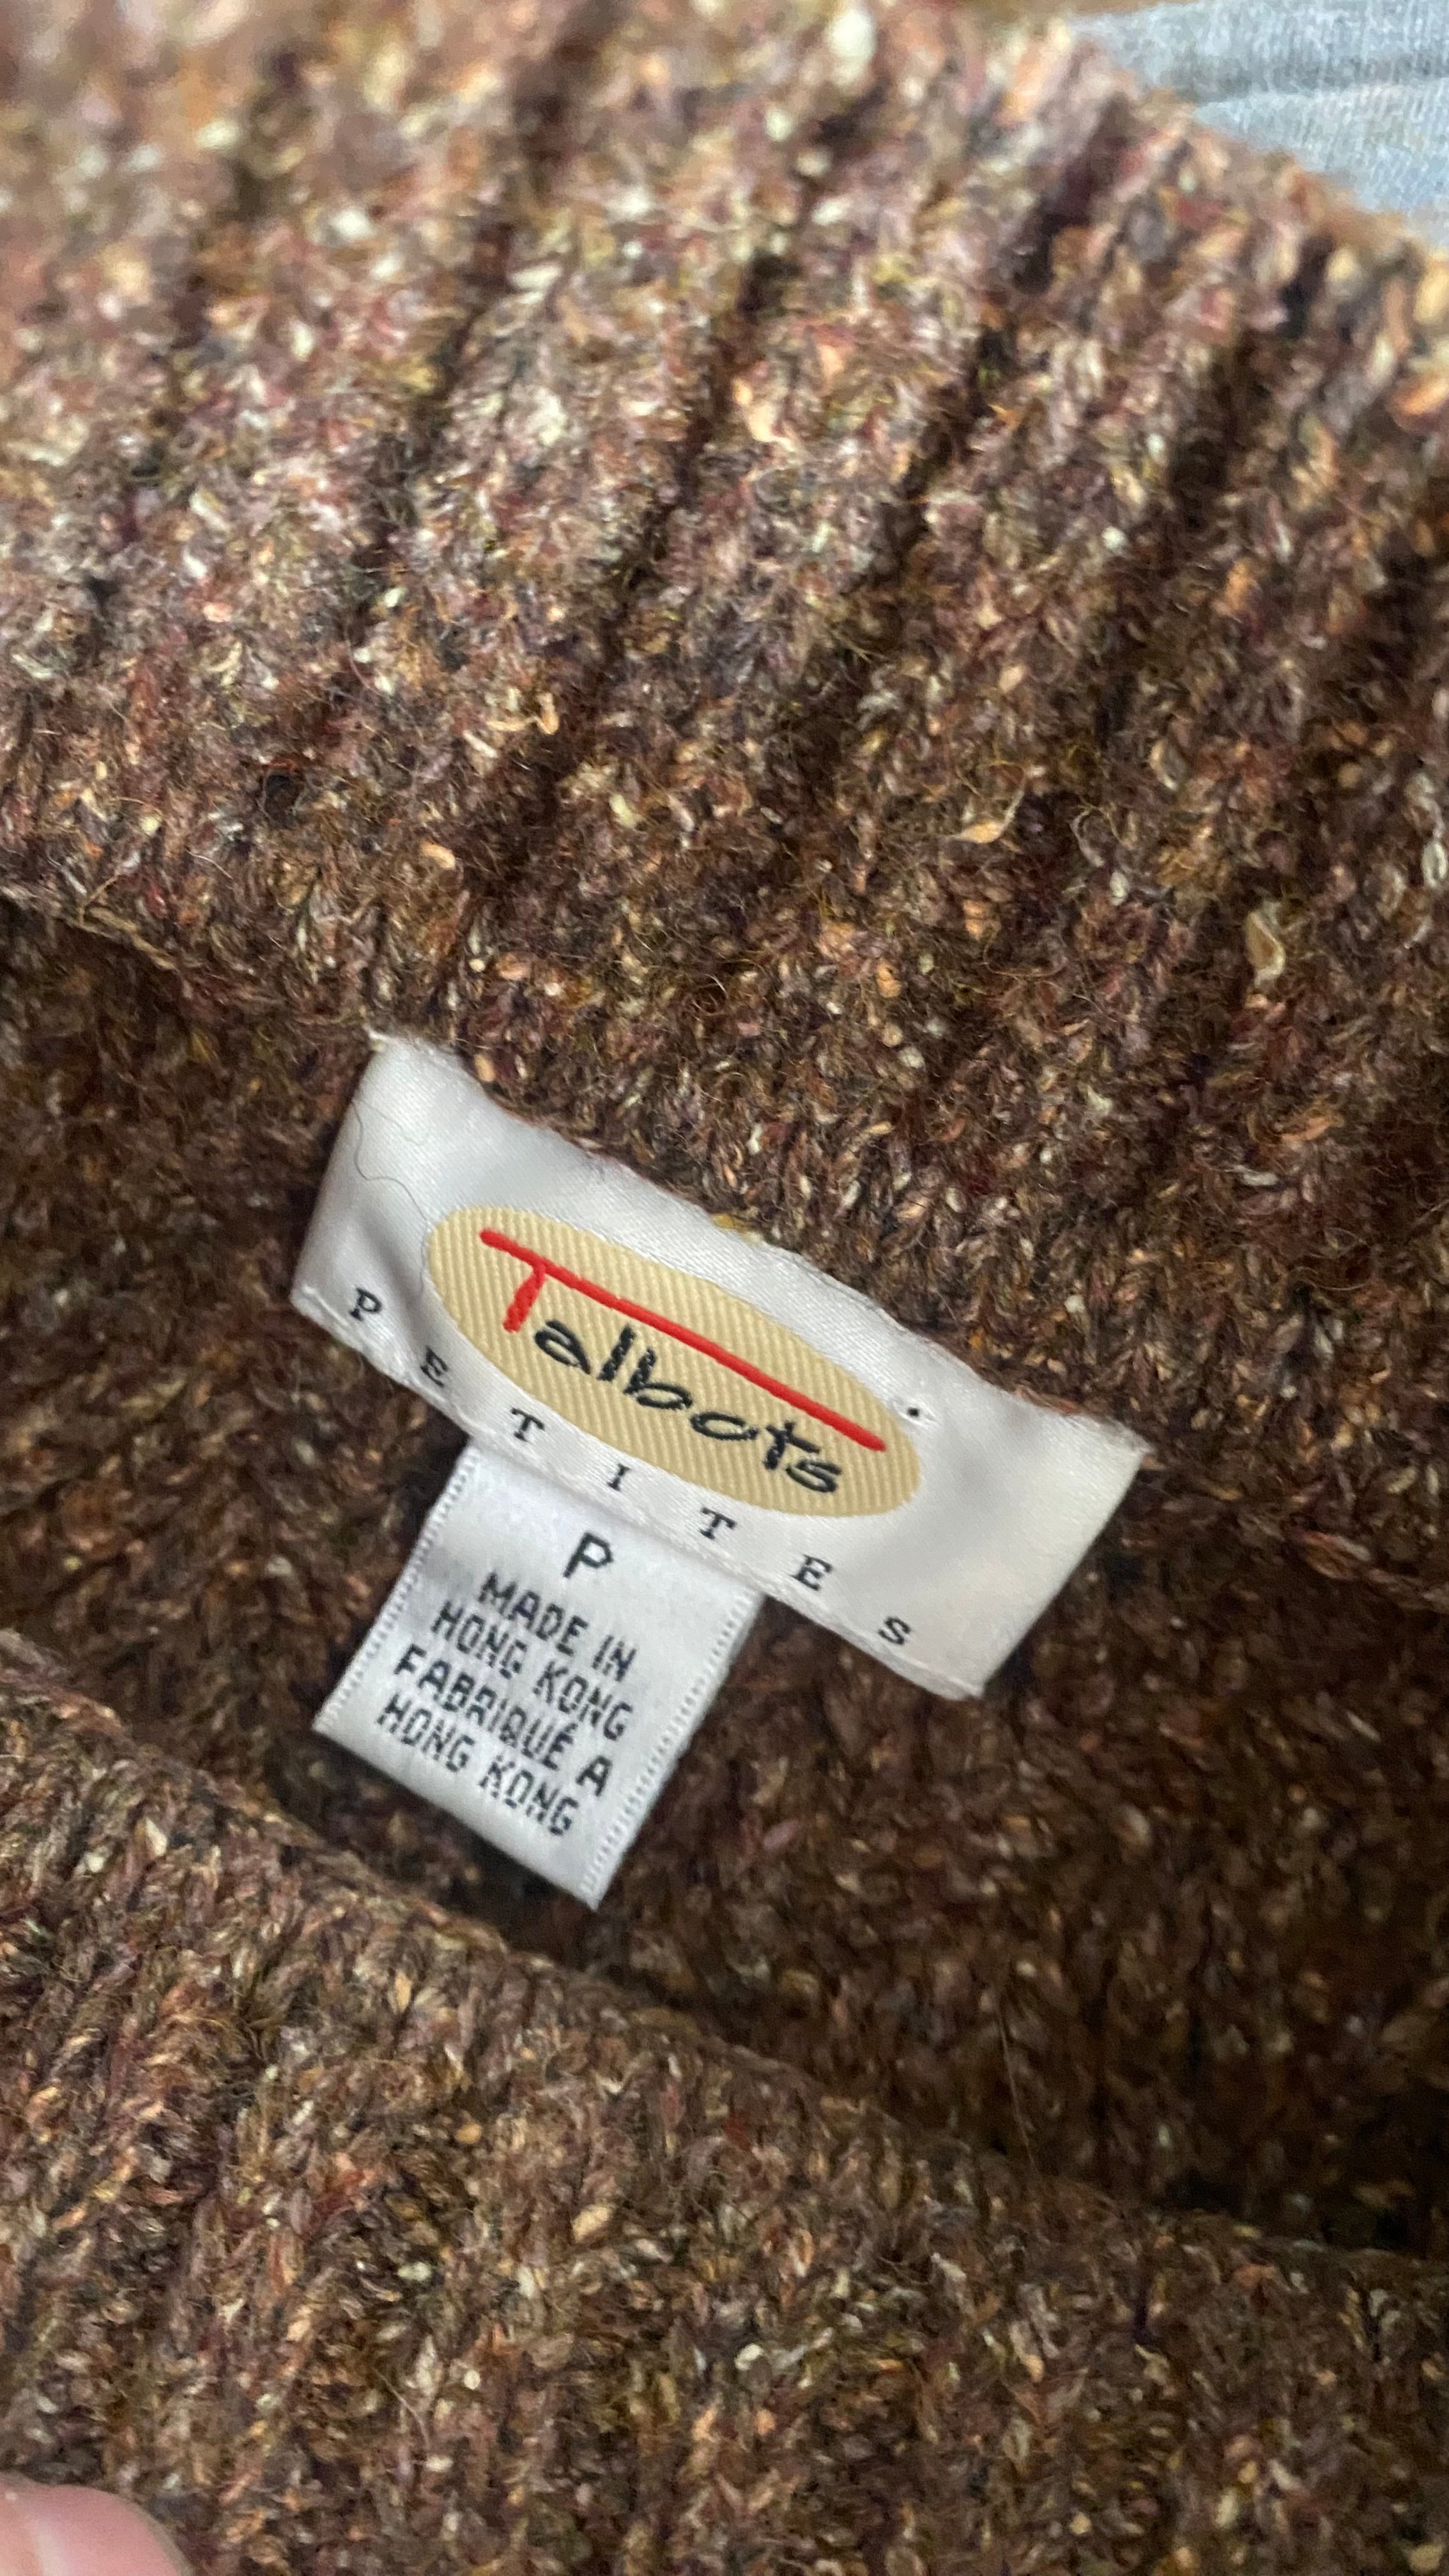 Talbots
PETITES
P
MADE IN
HONG KONG
FABRIQUÉ A
HONG KONG